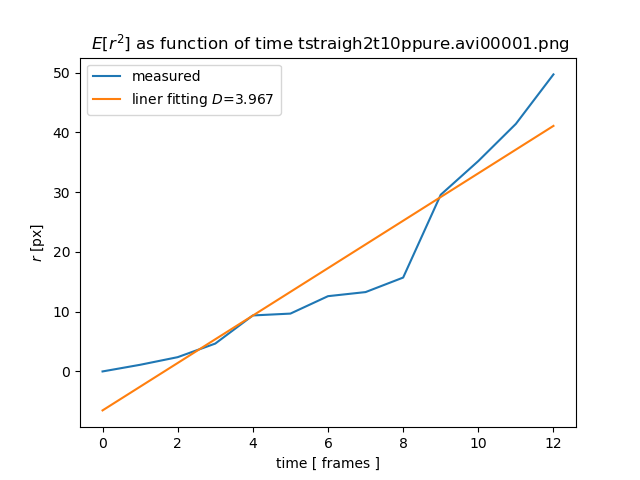 E[r²] as function of time tstraigh2t10ppure.avi00001.png
measured
liner fitting D=3.967
50
40
30
20
10
0
r [px]
0 2 4 6 8 10 12
time [ frames ]